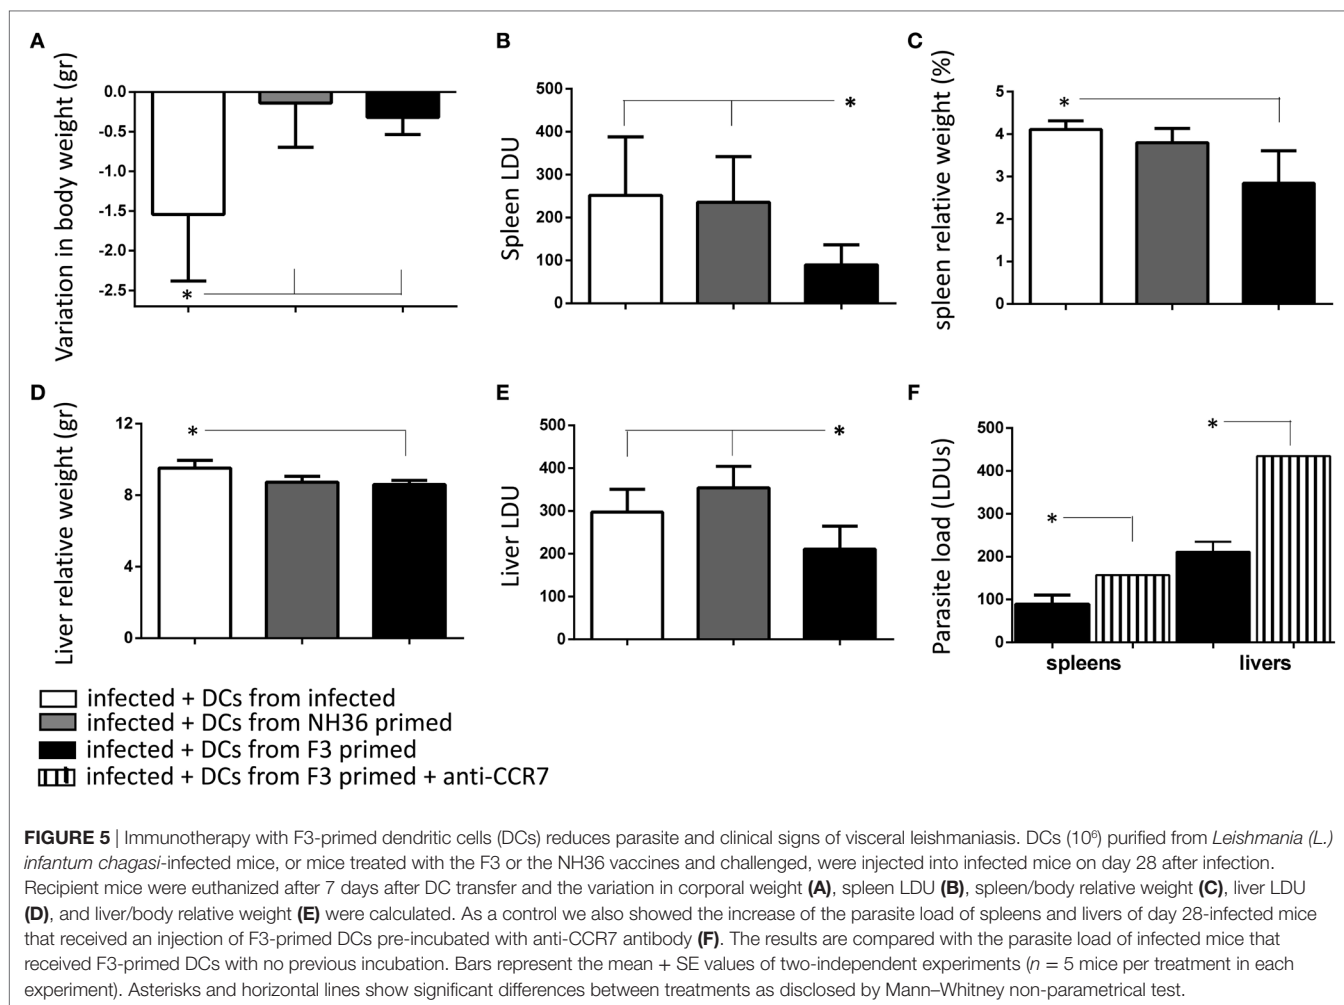 A
Variation in body weight (gr)
0.0
-0.5
-1.0
-1.5
-2.0
-2.5
*
B
Spleen LDU
500
400
300
200
100
0
*
C
spleen relative weight (%)
5
4
3
2
1
0
*
D
Liver relative weight (gr)
12
8
4
0
*
E
Liver LDU
500
400
300
200
100
0
*
F
Parasite load (LDUs)
500
400
300
200
100
0
*
*
spleens
livers
infected + DCs from infected
infected + DCs from NH36 primed
infected + DCs from F3 primed
infected + DCs from F3 primed + anti-CCR7
FIGURE 5 | Immunotherapy with F3-primed dendritic cells (DCs) reduces parasite and clinical signs of visceral leishmaniasis. DCs (10⁶) purified from Leishmania (L.)
infantum chagasi-infected mice, or mice treated with the F3 or the NH36 vaccines and challenged, were injected into infected mice on day 28 after infection.
Recipient mice were euthanized after 7 days after DC transfer and the variation in corporal weight (A), spleen LDU (B), spleen/body relative weight (C), liver LDU
(D), and liver/body relative weight (E) were calculated. As a control we also showed the increase of the parasite load of spleens and livers of day 28-infected mice
that received an injection of F3-primed DCs pre-incubated with anti-CCR7 antibody (F). The results are compared with the parasite load of infected mice that
received F3-primed DCs with no previous incubation. Bars represent the mean + SE values of two-independent experiments (n = 5 mice per treatment in each
experiment). Asterisks and horizontal lines show significant differences between treatments as disclosed by Mann–Whitney non-parametrical test.